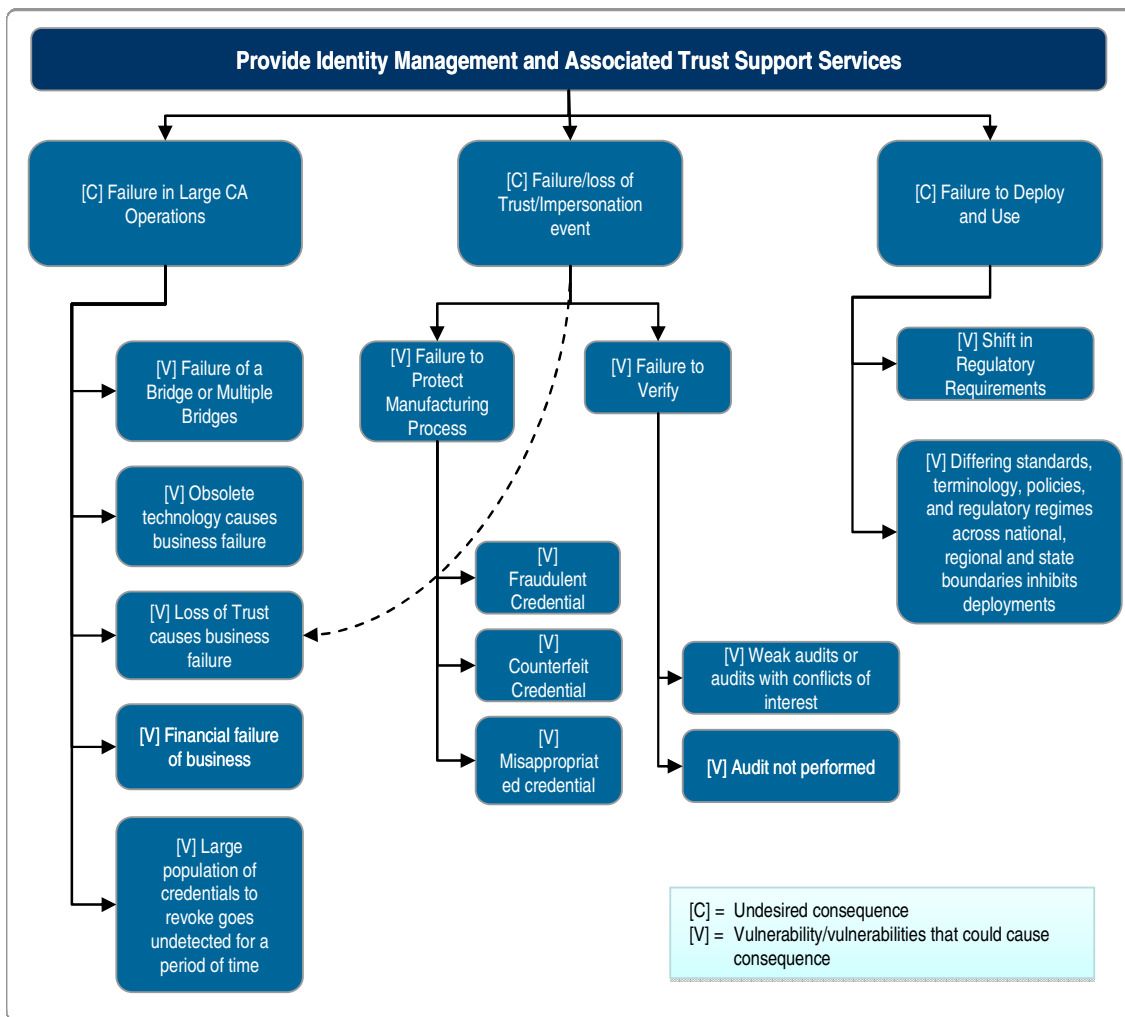 Provide Identity Management and Associated Trust Support Services
[C] Failure in Large CA
Operations
[C] Failure/loss of
Trust/Impersonation
event
[C] Failure to Deploy
and Use
[V] Failure of a
Bridge or Multiple
Bridges
[V] Obsolete
technology causes
business failure
[V] Loss of Trust
causes business
failure
[V] Financial failure
of business
[V] Large
population of
credentials to
revoke goes
undetected for a
period of time
[V] Failure to
Protect
Manufacturing
Process
[V] Failure to
Verify
[V]
Fraudulent
Credential
[V]
Counterfeit
Credential
[V]
Misappropriat
ed credential
[V] Weak audits or
audits with conflicts of
interest
[V] Audit not performed
[V] Shift in
Regulatory
Requirements
[V] Differing standards,
terminology, policies,
and regulatory regimes
across national,
regional and state
boundaries inhibits
deployments
[C] = Undesired consequence
[V] = Vulnerability/vulnerabilities that could cause
consequence